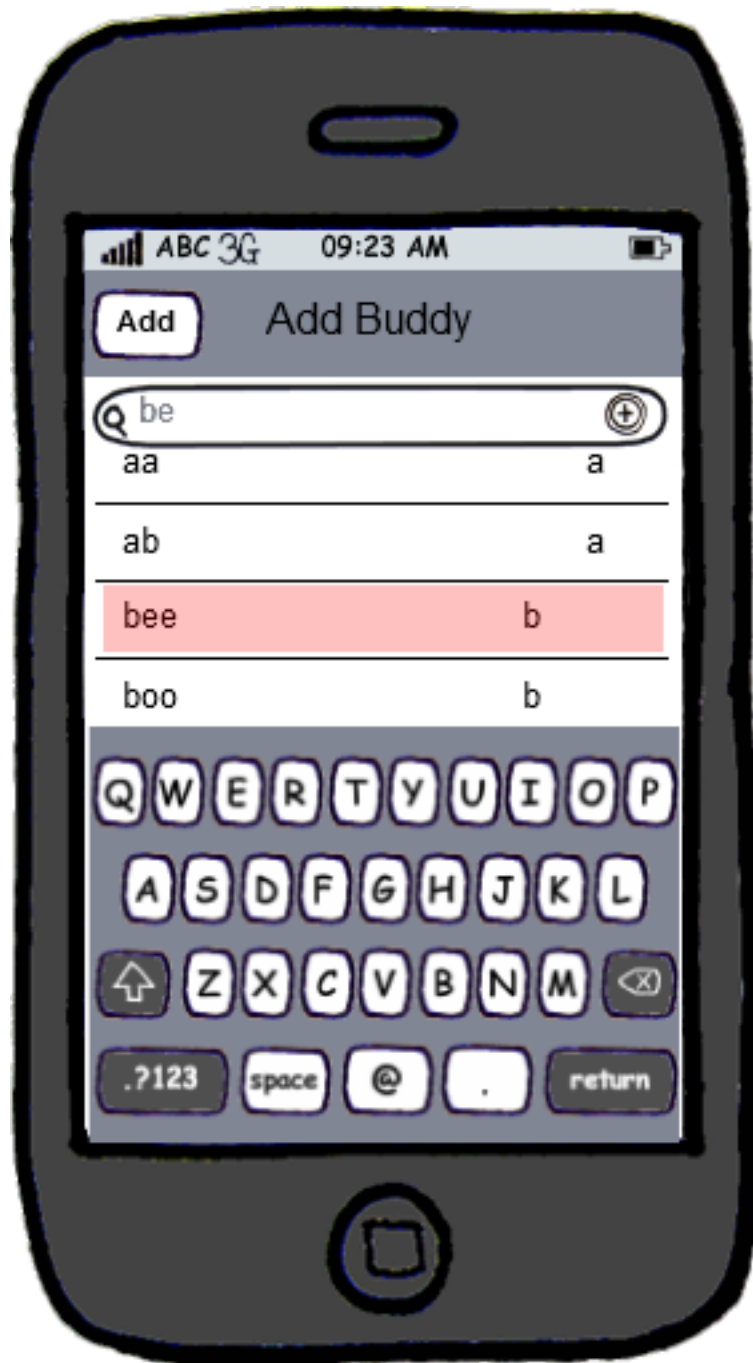 ABC 3G 09:23 AM
Add Add Buddy
be
aa a
ab a
bee b
boo b
Q W E R T Y U I O P
A S D F G H J K L
Z X C V B N M
.?123 space @ . return